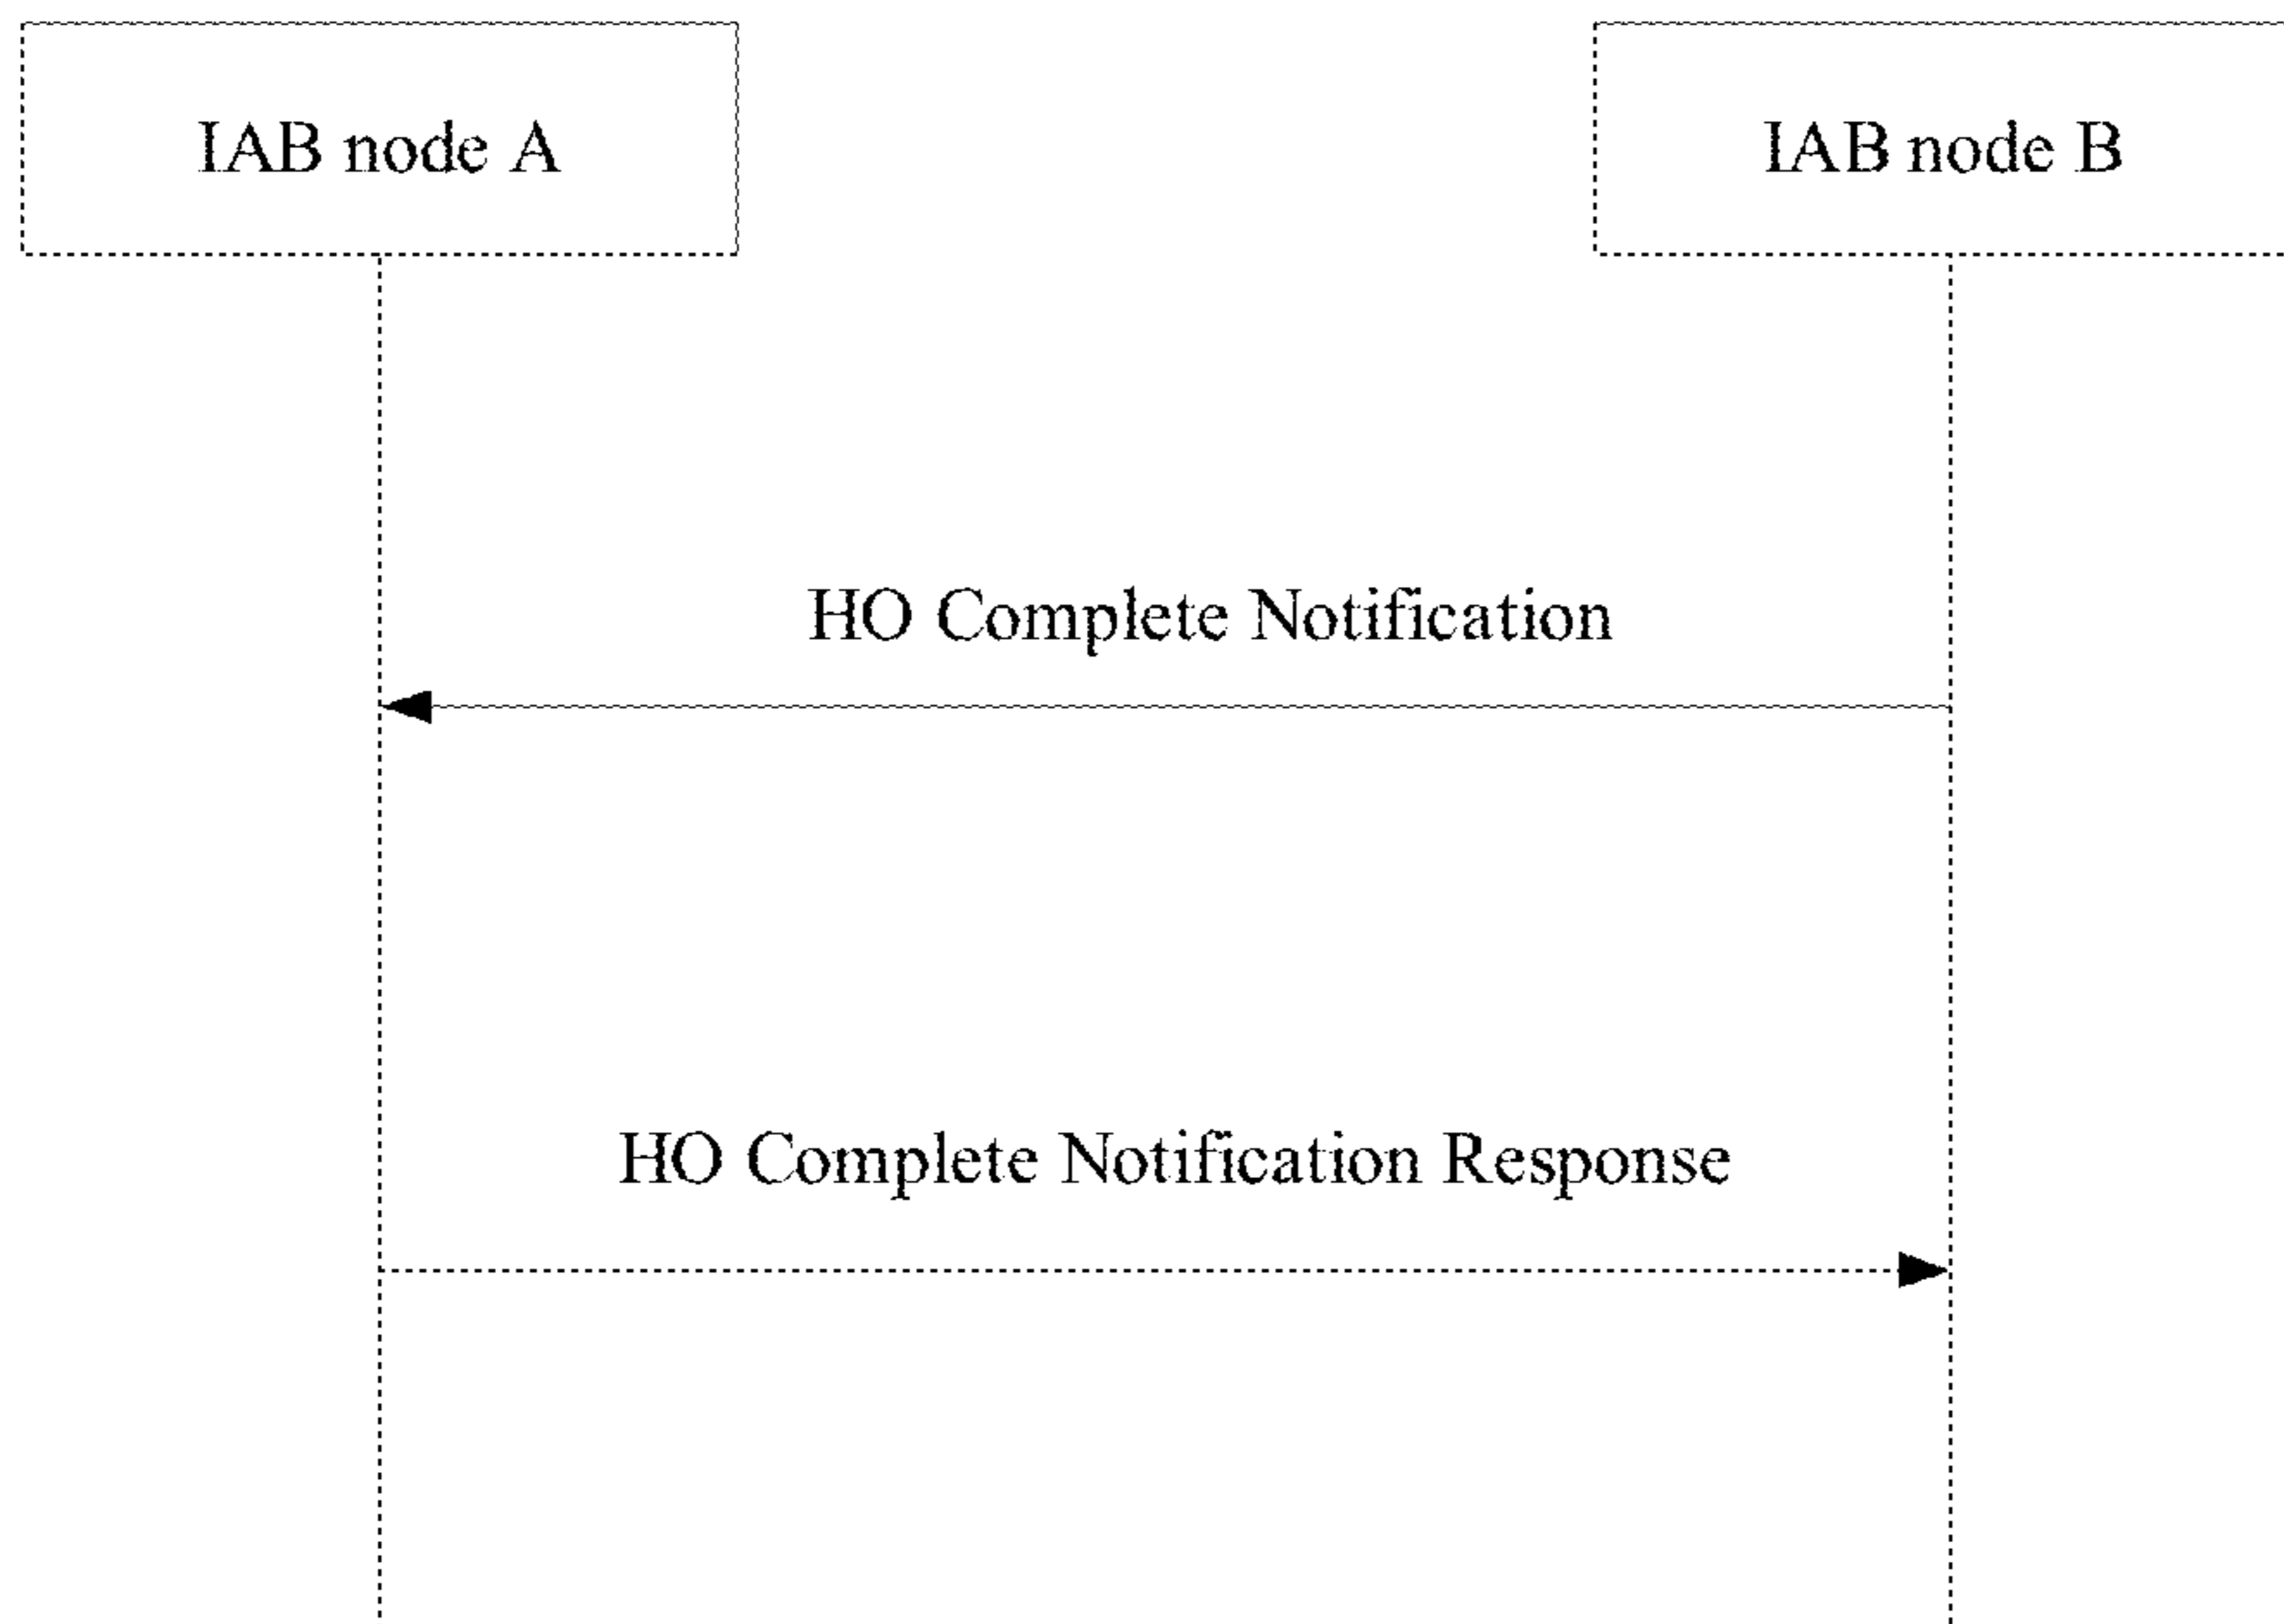 IAB node A
IAB node B
HO Complete Notification
HO Complete Notification Response